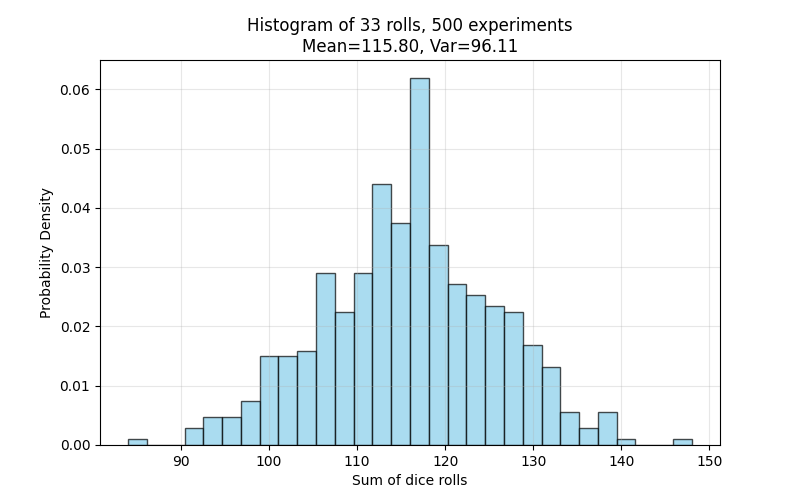 Histogram of 33 rolls, 500 experiments
Mean=115.80, Var=96.11
Probability Density
0.06
0.05
0.04
0.03
0.02
0.01
0.00
90 100 110 120 130 140 150
Sum of dice rolls